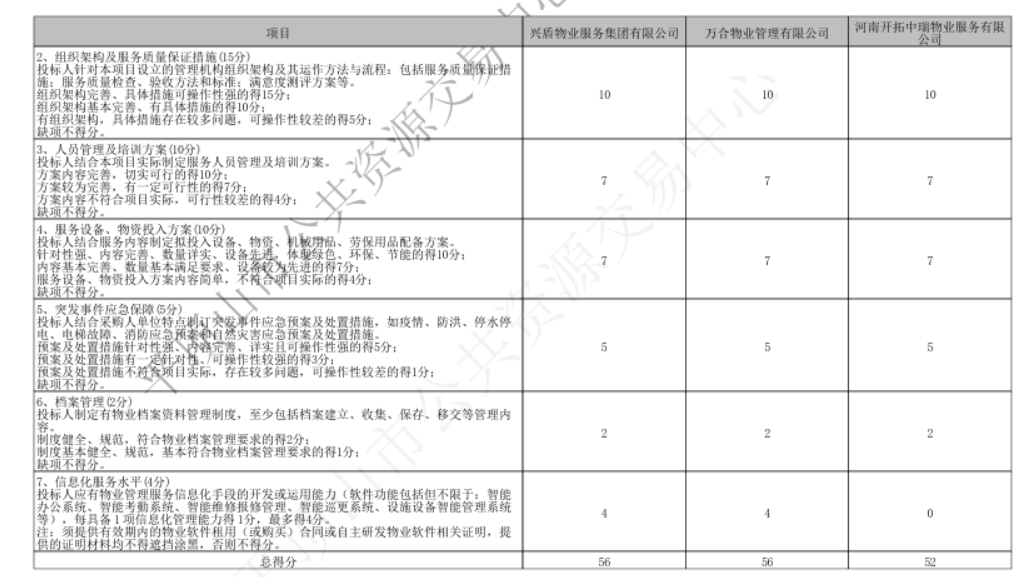 项目 兴盾物业服务集团有限公司 万合物业管理有限公司 河南开拓中瑞物业服务有限公司
2、组织架构及服务质量保证措施(15分)
投标人针对本项目设立的管理机构组织架构及其运作方法与流程：包括服务质量保证措
施；服务质量检查、验收方法和标准；满意度测评方案等。
组织架构完善、具体措施可操作性强的得15分；
组织架构基本完善、有具体措施的得10分；
有组织架构，具体措施存在较多问题，可操作性较差的得5分；
缺项不得分。
10 10 10
3、人员管理及培训方案(10分)
投标人结合本项目实际制定服务人员管理及培训方案。
方案内容完善，切实可行的得10分；
方案较为完善，有一定可行性的得7分；
方案内容不符合项目实际，可行性较差的得4分；
缺项不得分。
7 7 7
4、服务设备、物资投入方案(10分)
投标人结合服务内容制定拟投入设备、物资、机械用品、劳保用品配备方案。
针对性强、内容完善、数量详实、设备先进，体现绿色、环保、节能的得10分；
内容基本完善、数量基本满足要求、设备较为先进的得7分；
服务设备、物资投入方案内容简单，不符合项目实际的得4分；
缺项不得分。
7 7 7
5、突发事件应急保障(5分)
投标人结合采购人单位特点制订突发事件应急预案及处置措施，如疫情、防洪、停水停
电、电梯故障、消防应急预案和自然灾害应急预案及处置措施。
预案及处置措施针对性强、内容完善、详实且可操作性强的得5分；
预案及处置措施有一定针对性、可操作性较强的得3分；
预案及处置措施不符合项目实际，存在较多问题，可操作性较差的得1分；
缺项不得分。
5 5 5
6、档案管理(2分)
投标人制定有物业档案资料管理制度，至少包括档案建立、收集、保存、移交等管理内
容。
制度健全、规范，符合物业档案管理要求的得2分；
制度基本健全、规范，基本符合物业档案管理要求的得1分；
缺项不得分。
2 2 2
7、信息化服务水平(4分)
投标人应有物业管理服务信息化手段的开发或运用能力（软件功能包括但不限于：智能
办公系统、智能考勤系统、智能维修报修管理、智能巡更系统、设施设备智能管理系统
等），每具备1项信息化管理能力得1分，最多得4分。
注：须提供有效期内的物业软件租用（或购买）合同或自主研发物业软件相关证明，提
供的证明材料均不得遮挡涂黑，否则不得分。
4 4 0
总得分 56 56 52
平顶山市公共资源交易中心
平顶山市公共资源交易中心